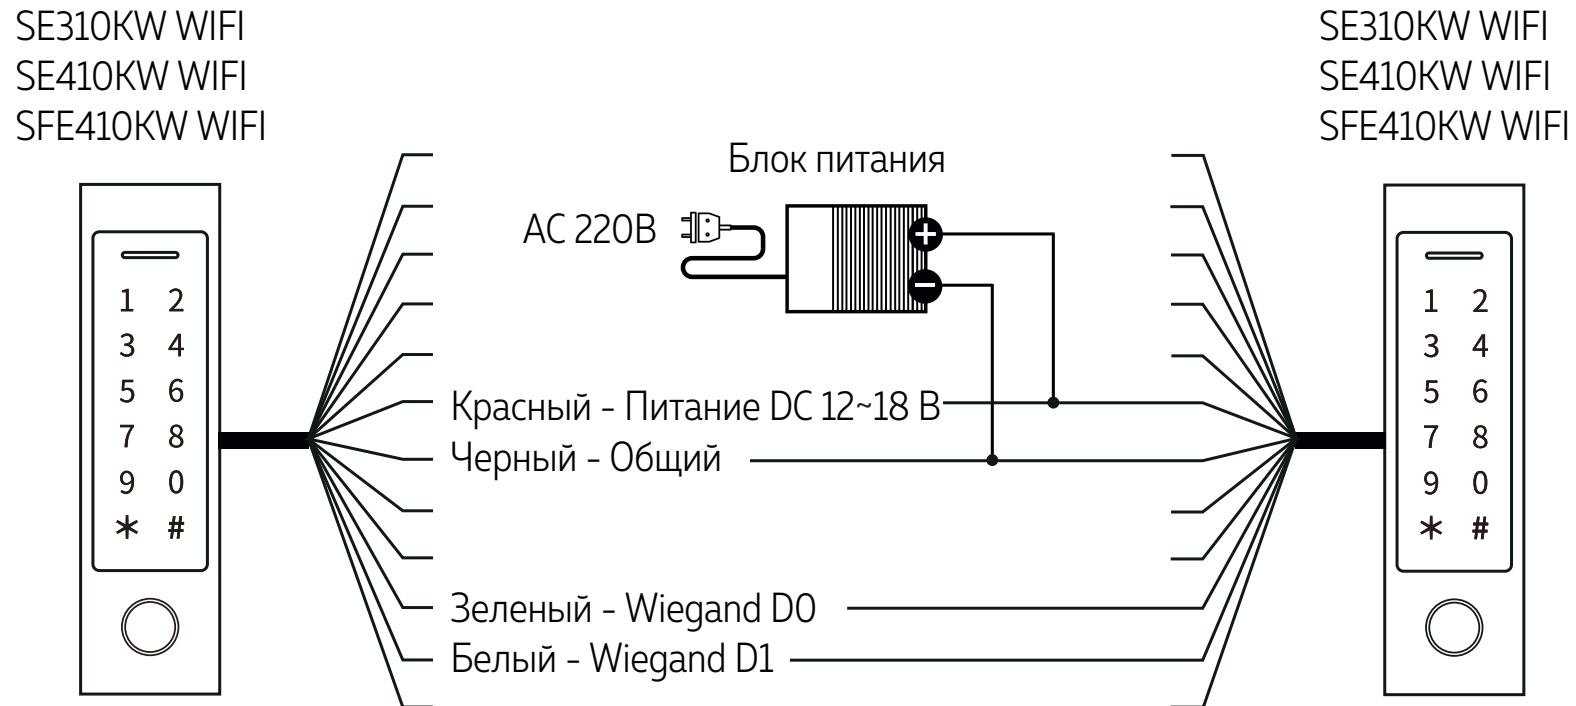 SE310KW WIFI
SE410KW WIFI
SFE410KW WIFI
SE310KW WIFI
SE410KW WIFI
SFE410KW WIFI
Блок питания
AC 220В
+
−
1 2
3 4
5 6
7 8
9 0
* #
Красный - Питание DC 12~18 В
Черный - Общий
Зеленый - Wiegand D0
Белый - Wiegand D1
1 2
3 4
5 6
7 8
9 0
* #